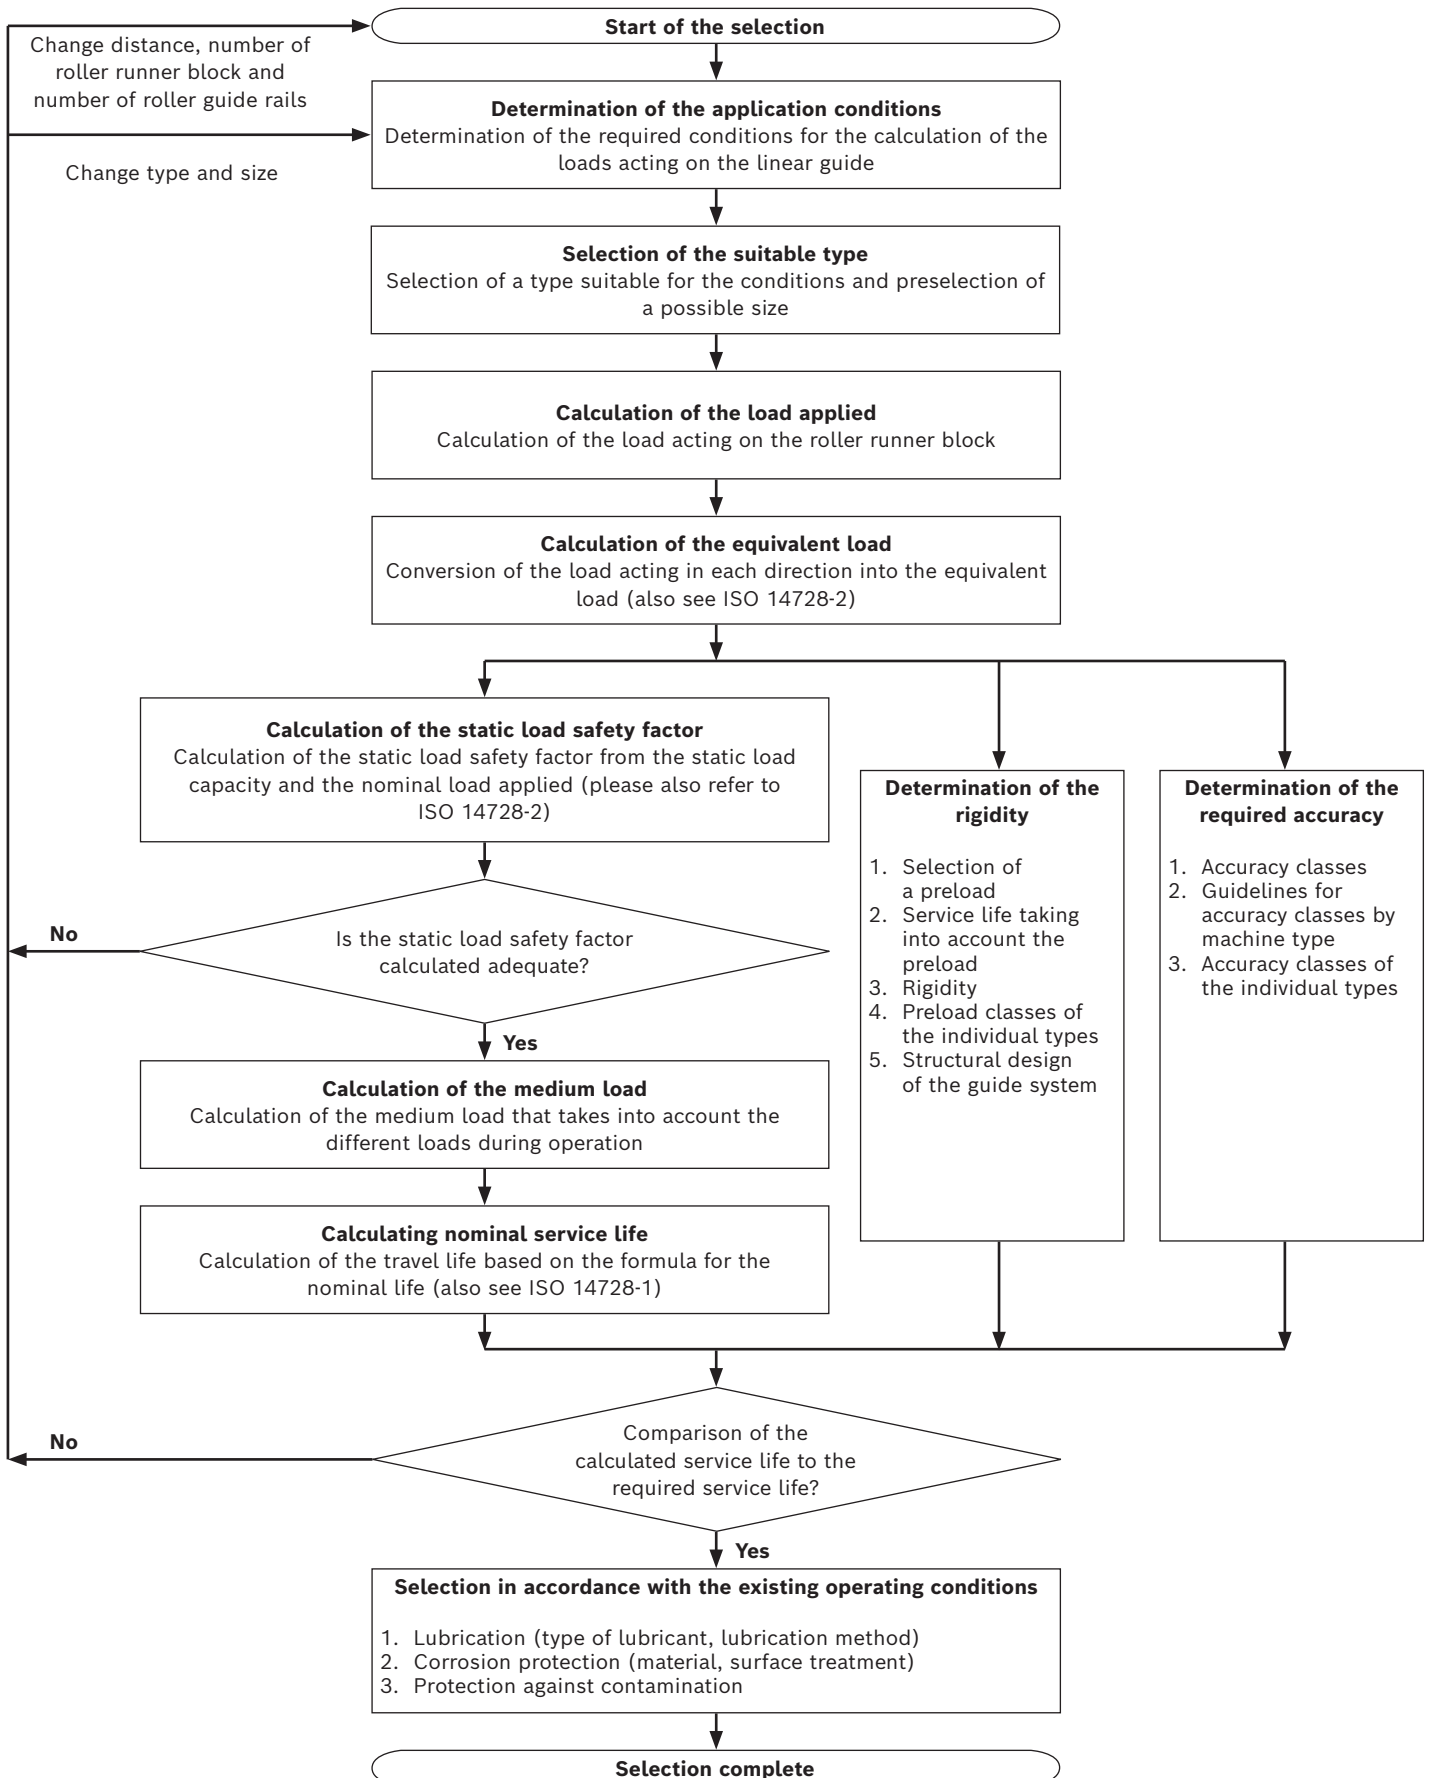 Start of the selection
Change distance, number of
roller runner block and
number of roller guide rails
Determination of the application conditions
Determination of the required conditions for the calculation of the
loads acting on the linear guide
Change type and size
Selection of the suitable type
Selection of a type suitable for the conditions and preselection of
a possible size
Calculation of the load applied
Calculation of the load acting on the roller runner block
Calculation of the equivalent load
Conversion of the load acting in each direction into the equivalent
load (also see ISO 14728-2)
Calculation of the static load safety factor
Calculation of the static load safety factor from the static load
capacity and the nominal load applied (please also refer to
ISO 14728-2)
Determination of the
rigidity
1. Selection of
a preload
2. Service life taking
into account the
preload
3. Rigidity
4. Preload classes of
the individual types
5. Structural design
of the guide system
Determination of the
required accuracy
1. Accuracy classes
2. Guidelines for
accuracy classes by
machine type
3. Accuracy classes of
the individual types
No
Is the static load safety factor
calculated adequate?
Yes
Calculation of the medium load
Calculation of the medium load that takes into account the
different loads during operation
Calculating nominal service life
Calculation of the travel life based on the formula for the
nominal life (also see ISO 14728-1)
No
Comparison of the
calculated service life to the
required service life?
Yes
Selection in accordance with the existing operating conditions
1. Lubrication (type of lubricant, lubrication method)
2. Corrosion protection (material, surface treatment)
3. Protection against contamination
Selection complete